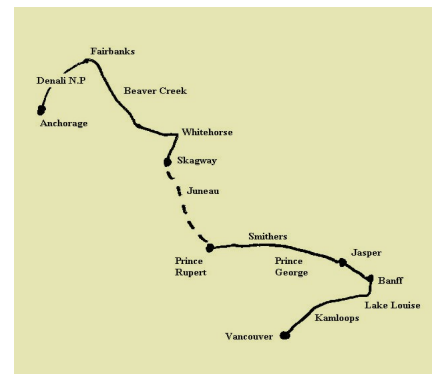 Fairbanks
Denali N.P
Beaver Creek
Anchorage
Whitehorse
Skagway
Juneau
Smithers
Prince
Rupert
Prince
George
Jasper
Banff
Lake Louise
Kamloops
Vancouver